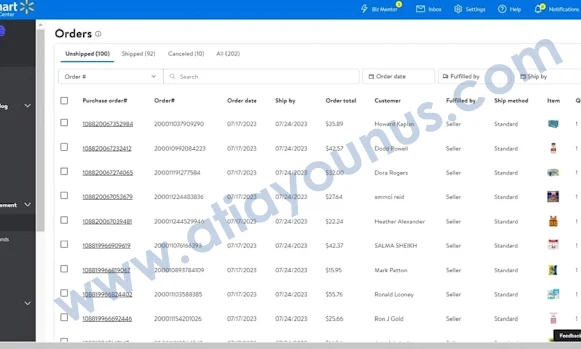 mart
Center
Biz Mentor
Inbox
Settings
Help
Notifications
Orders
Unshipped (100) Shipped (92) Canceled (10) All (202)
Order # Search Order date Fulfilled by Ship by
Purchase order# Order# Order date Ship by Order total Customer Fulfilled by Ship method Item Q
108820067352984 200011037909290 07/17/2023 07/24/2023 $35.89 Howard Kaplan Seller Standard 1
108820067232412 200010992084223 07/17/2023 07/24/2023 $42.57 Dodd Powell Seller Standard 1
108820067274065 200011191277584 07/17/2023 07/24/2023 $32.00 Dora Rogers Seller Standard 1
108820067053679 200011224483836 07/17/2023 07/24/2023 $27.64 amnoi reid Seller Standard 1
108820067039481 200011244529946 07/17/2023 07/24/2023 $22.24 Heather Alexander Seller Standard 1
108819966909619 07/17/2023 07/24/2023 $42.37 SALMA SHEIKH Seller Standard 1
108819966819067 200010893784109 07/17/2023 07/24/2023 $15.95 Mark Patton Seller Standard 1
108819966824402 200011103588385 07/17/2023 07/24/2023 $55.76 Ronald Looney Seller Standard 1
108819966692446 200011154201026 07/17/2023 07/24/2023 $25.66 Ron J Gold Seller Standard 1
log
ement
nds
Feedback
www.atiayounus.com